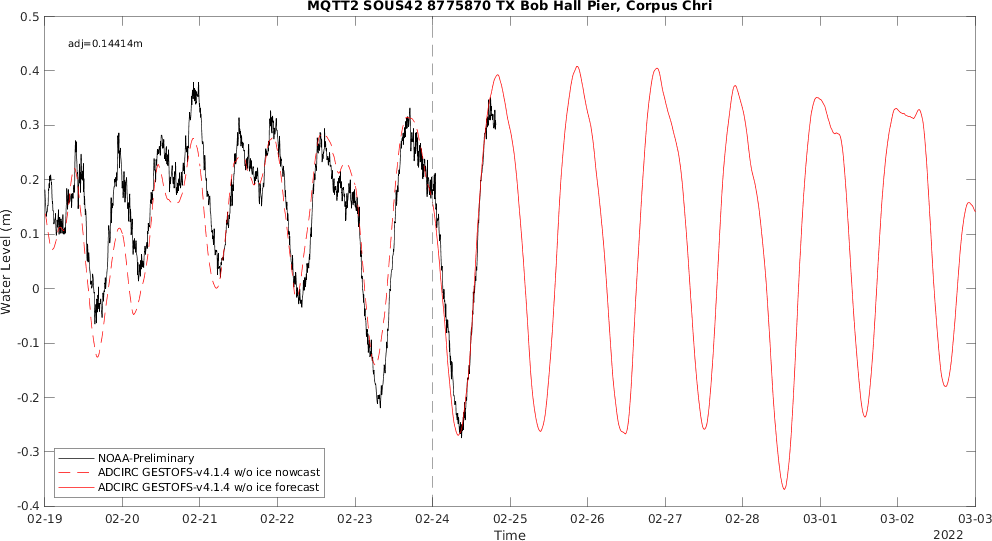 MQTT2 SOUS42 8775870 TX Bob Hall Pier, Corpus Chri
adj=0.14414m
Water Level (m)
0.5
0.4
0.3
0.2
0.1
0
-0.1
-0.2
-0.3
-0.4
NOAA-Preliminary
ADCIRC GESTOFS-v4.1.4 w/o ice nowcast
ADCIRC GESTOFS-v4.1.4 w/o ice forecast
02-19 02-20 02-21 02-22 02-23 02-24 02-25 02-26 02-27 02-28 03-01 03-02 03-03
Time
2022